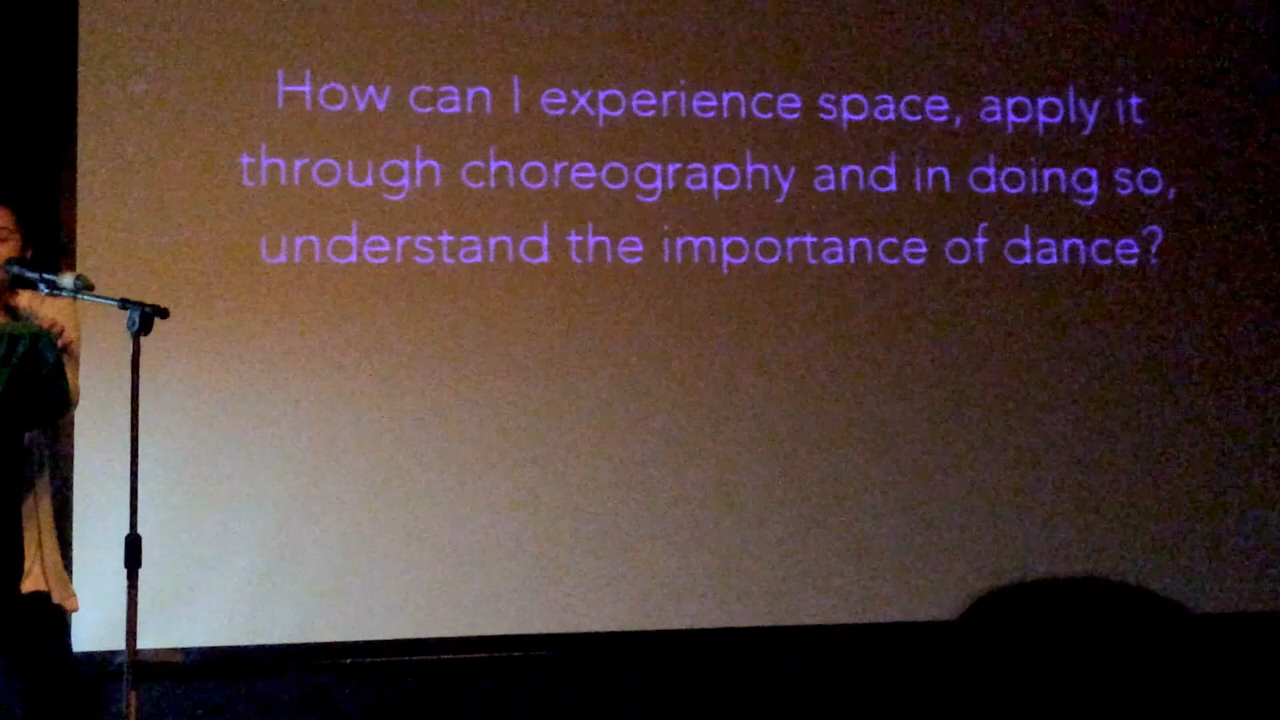 How can I experience space, apply it
through choreography and in doing so,
understand the importance of dance?